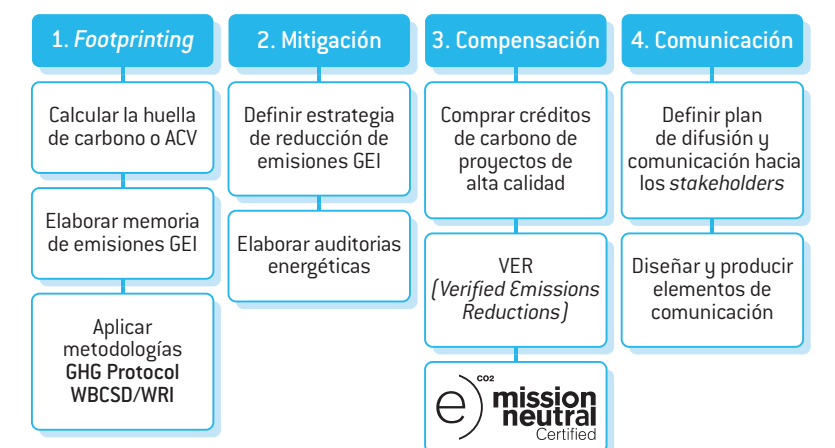 1. Footprinting
Calcular la huella
de carbono o ACV
Elaborar memoria
de emisiones GEI
Aplicar
metodologías
GHG Protocol
WBCSD/WRI
2. Mitigación
Definir estrategia
de reducción de
emisiones GEI
Elaborar auditorias
energéticas
3. Compensación
Comprar créditos
de carbono de
proyectos de
alta calidad
VER
(Verified Emissions
Reductions)
e CO2 mission
neutral
Certified
4. Comunicación
Definir plan
de difusión y
comunicación hacia
los stakeholders
Diseñar y producir
elementos de
comunicación